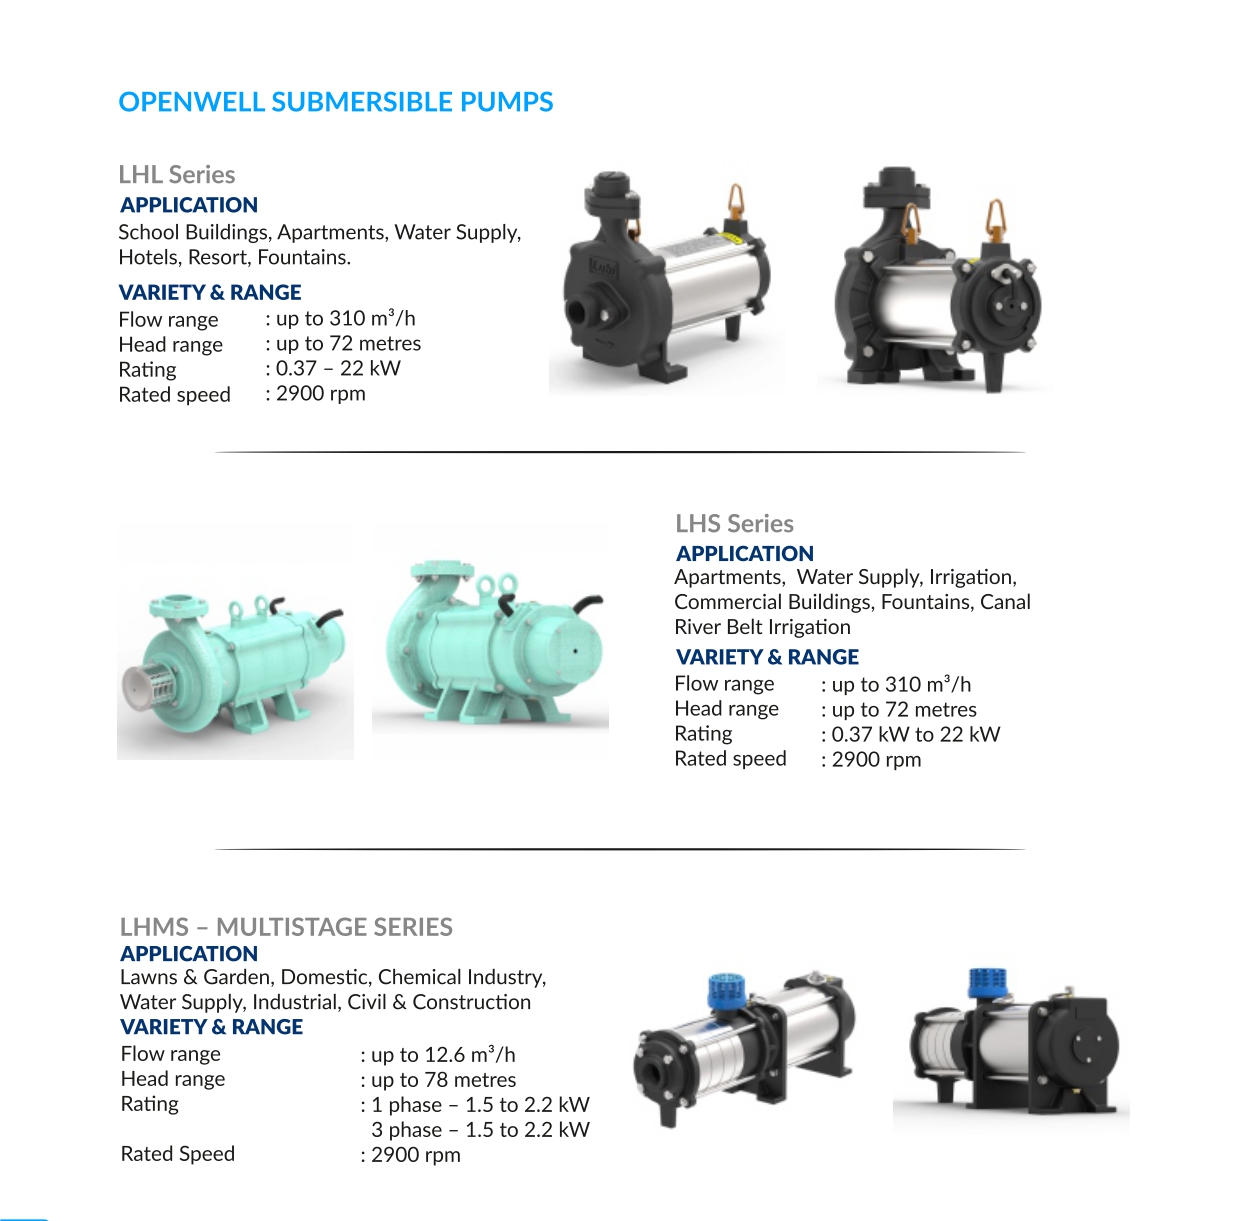 OPENWELL SUBMERSIBLE PUMPS
LHL Series
APPLICATION
School Buildings, Apartments, Water Supply,
Hotels, Resort, Fountains.
VARIETY & RANGE
Flow range : up to 310 m³/h
Head range : up to 72 metres
Rating : 0.37 – 22 kW
Rated speed : 2900 rpm
Lubi
LHS Series
APPLICATION
Apartments, Water Supply, Irrigation,
Commercial Buildings, Fountains, Canal
River Belt Irrigation
VARIETY & RANGE
Flow range : up to 310 m³/h
Head range : up to 72 metres
Rating : 0.37 kW to 22 kW
Rated speed : 2900 rpm
LHMS – MULTISTAGE SERIES
APPLICATION
Lawns & Garden, Domestic, Chemical Industry,
Water Supply, Industrial, Civil & Construction
VARIETY & RANGE
Flow range : up to 12.6 m³/h
Head range : up to 78 metres
Rating : 1 phase – 1.5 to 2.2 kW
3 phase – 1.5 to 2.2 kW
Rated Speed : 2900 rpm